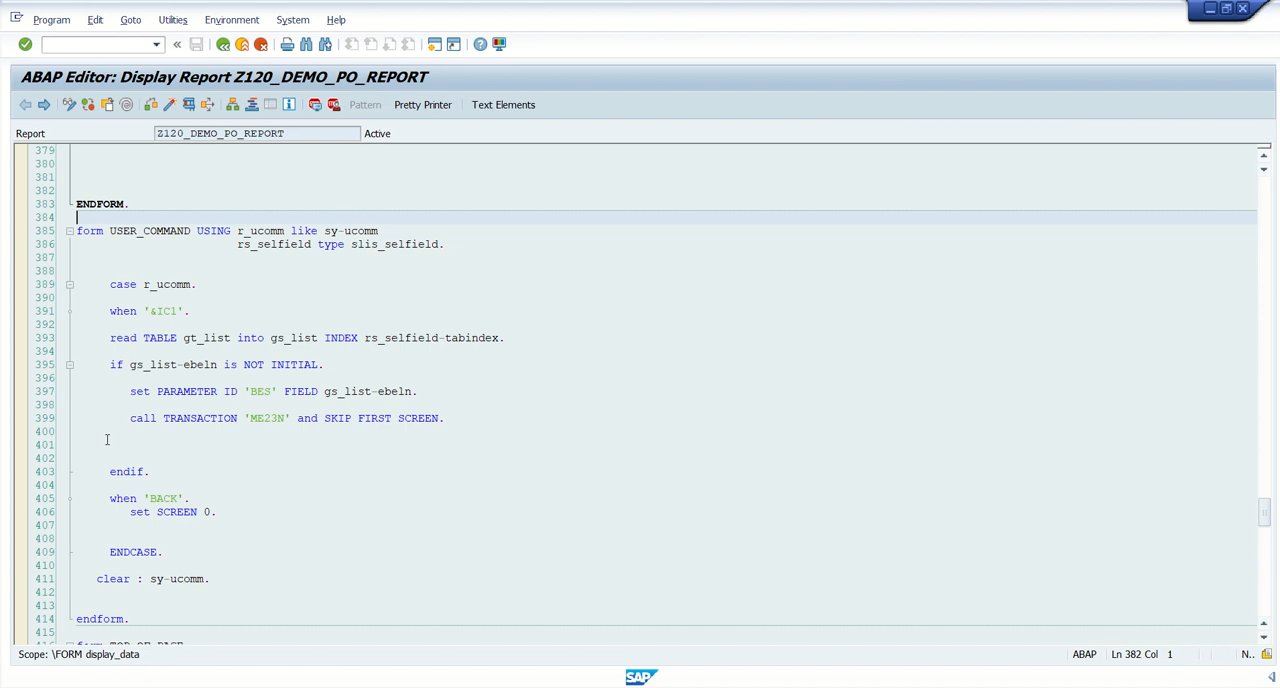 Program Edit Goto Utilities Environment System Help
ABAP Editor: Display Report Z120_DEMO_PO_REPORT
Pattern Pretty Printer Text Elements
Report Z120_DEMO_PO_REPORT Active
379
380
381
382
383 ENDFORM.
384
385 form USER_COMMAND USING r_ucomm like sy-ucomm
386 rs_selfield type slis_selfield.
387
388
389 case r_ucomm.
390
391 when '&IC1'.
392
393 read TABLE gt_list into gs_list INDEX rs_selfield-tabindex.
394
395 if gs_list-ebeln is NOT INITIAL.
396
397 set PARAMETER ID 'BES' FIELD gs_list-ebeln.
398
399 call TRANSACTION 'ME23N' and SKIP FIRST SCREEN.
400
401
402
403 endif.
404
405 when 'BACK'.
406 set SCREEN 0.
407
408
409 ENDCASE.
410
411 clear : sy-ucomm.
412
413
414 endform.
415
416 form TOP_OF_PAGE
Scope: \FORM display_data ABAP Ln 382 Col 1 N..
SAP